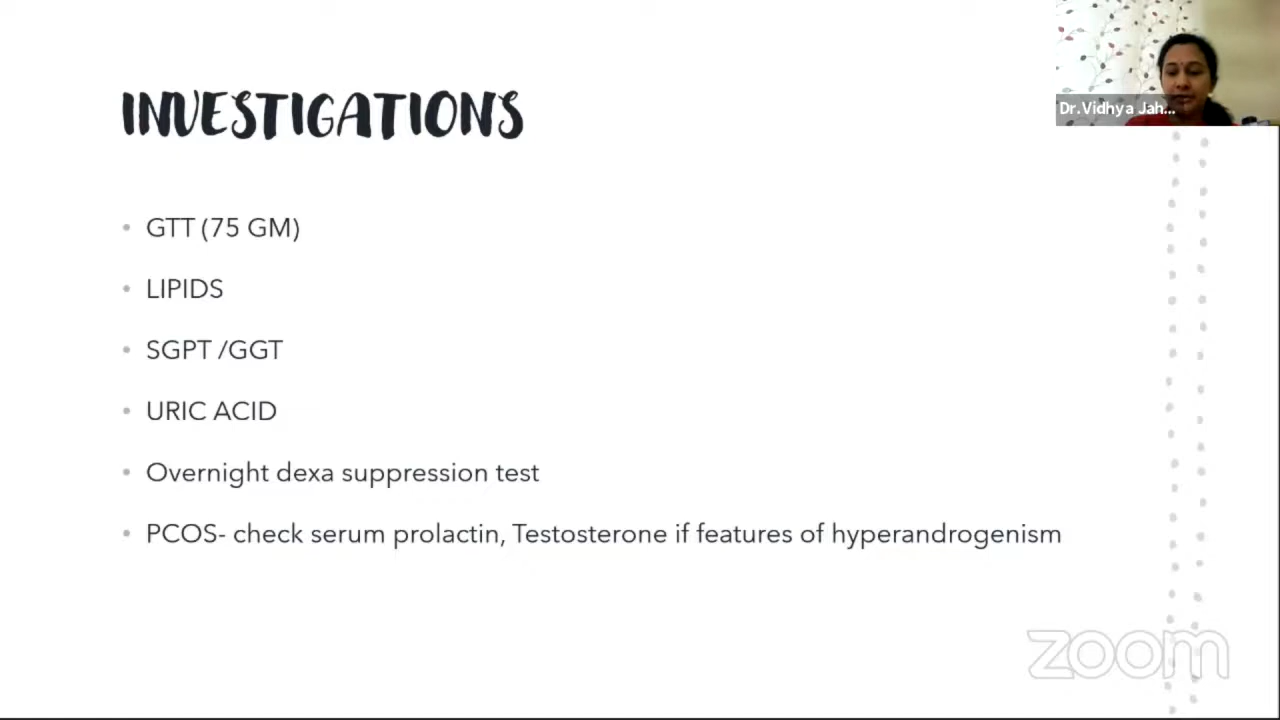 INVESTIGATIONS
Dr.Vidhya Jah...
• GTT (75 GM)
• LIPIDS
• SGPT /GGT
• URIC ACID
• Overnight dexa suppression test
• PCOS- check serum prolactin, Testosterone if features of hyperandrogenism
zoom